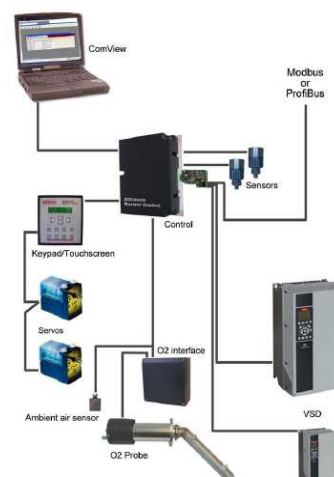 ComView
Modbus
or
ProfiBus
Sensors
Control
Keypad/Touchscreen
Servos
O2 interface
Ambient air sensor
VSD
O2 Probe